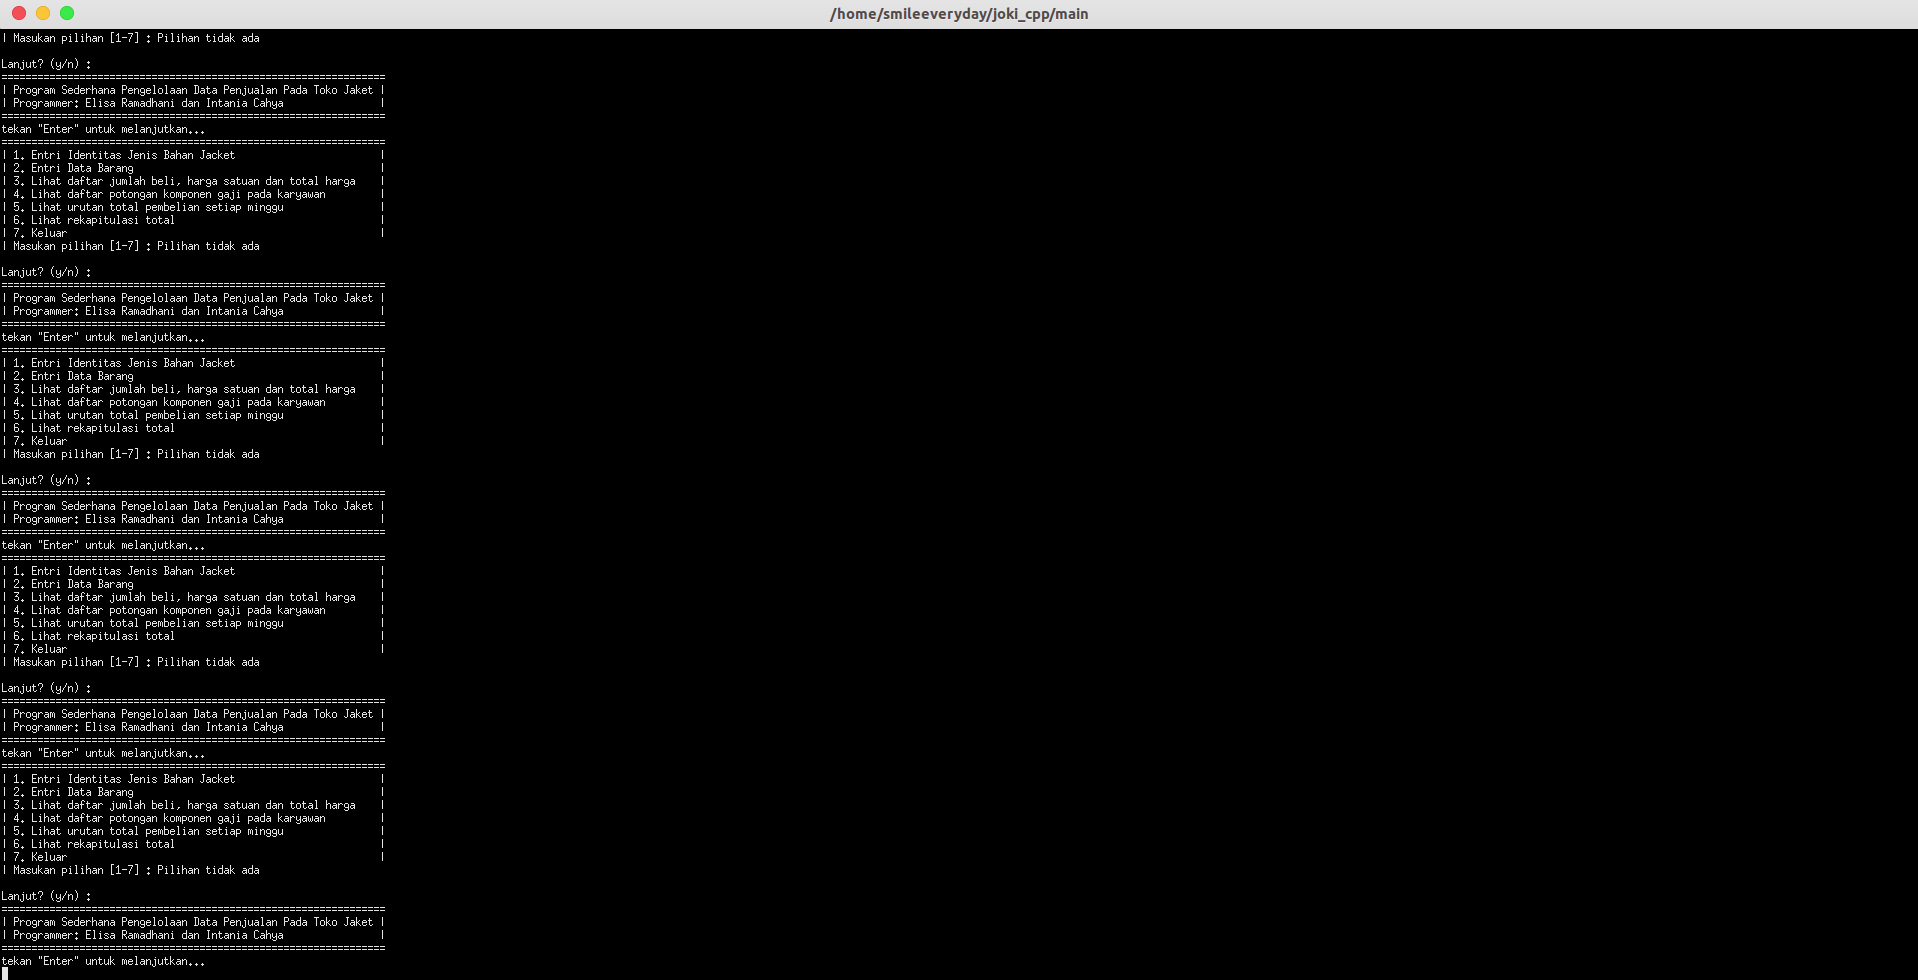 /home/smileeveryday/joki_cpp/main
| Masukan pilihan [1-7] : Pilihan tidak ada
Lanjut? (y/n) :
================================================================
| Program Sederhana Pengelolaan Data Penjualan Pada Toko Jaket |
| Programmer: Elisa Ramadhani dan Intania Cahya                |
================================================================
tekan "Enter" untuk melanjutkan...
================================================================
| 1. Entri Identitas Jenis Bahan Jacket                        |
| 2. Entri Data Barang                                         |
| 3. Lihat daftar jumlah beli, harga satuan dan total harga    |
| 4. Lihat daftar potongan komponen gaji pada karyawan         |
| 5. Lihat urutan total pembelian setiap minggu                |
| 6. Lihat rekapitulasi total                                  |
| 7. Keluar                                                    |
| Masukan pilihan [1-7] : Pilihan tidak ada
Lanjut? (y/n) :
================================================================
| Program Sederhana Pengelolaan Data Penjualan Pada Toko Jaket |
| Programmer: Elisa Ramadhani dan Intania Cahya                |
================================================================
tekan "Enter" untuk melanjutkan...
================================================================
| 1. Entri Identitas Jenis Bahan Jacket                        |
| 2. Entri Data Barang                                         |
| 3. Lihat daftar jumlah beli, harga satuan dan total harga    |
| 4. Lihat daftar potongan komponen gaji pada karyawan         |
| 5. Lihat urutan total pembelian setiap minggu                |
| 6. Lihat rekapitulasi total                                  |
| 7. Keluar                                                    |
| Masukan pilihan [1-7] : Pilihan tidak ada
Lanjut? (y/n) :
================================================================
| Program Sederhana Pengelolaan Data Penjualan Pada Toko Jaket |
| Programmer: Elisa Ramadhani dan Intania Cahya                |
================================================================
tekan "Enter" untuk melanjutkan...
================================================================
| 1. Entri Identitas Jenis Bahan Jacket                        |
| 2. Entri Data Barang                                         |
| 3. Lihat daftar jumlah beli, harga satuan dan total harga    |
| 4. Lihat daftar potongan komponen gaji pada karyawan         |
| 5. Lihat urutan total pembelian setiap minggu                |
| 6. Lihat rekapitulasi total                                  |
| 7. Keluar                                                    |
| Masukan pilihan [1-7] : Pilihan tidak ada
Lanjut? (y/n) :
================================================================
| Program Sederhana Pengelolaan Data Penjualan Pada Toko Jaket |
| Programmer: Elisa Ramadhani dan Intania Cahya                |
================================================================
tekan "Enter" untuk melanjutkan...
================================================================
| 1. Entri Identitas Jenis Bahan Jacket                        |
| 2. Entri Data Barang                                         |
| 3. Lihat daftar jumlah beli, harga satuan dan total harga    |
| 4. Lihat daftar potongan komponen gaji pada karyawan         |
| 5. Lihat urutan total pembelian setiap minggu                |
| 6. Lihat rekapitulasi total                                  |
| 7. Keluar                                                    |
| Masukan pilihan [1-7] : Pilihan tidak ada
Lanjut? (y/n) :
================================================================
| Program Sederhana Pengelolaan Data Penjualan Pada Toko Jaket |
| Programmer: Elisa Ramadhani dan Intania Cahya                |
================================================================
tekan "Enter" untuk melanjutkan...